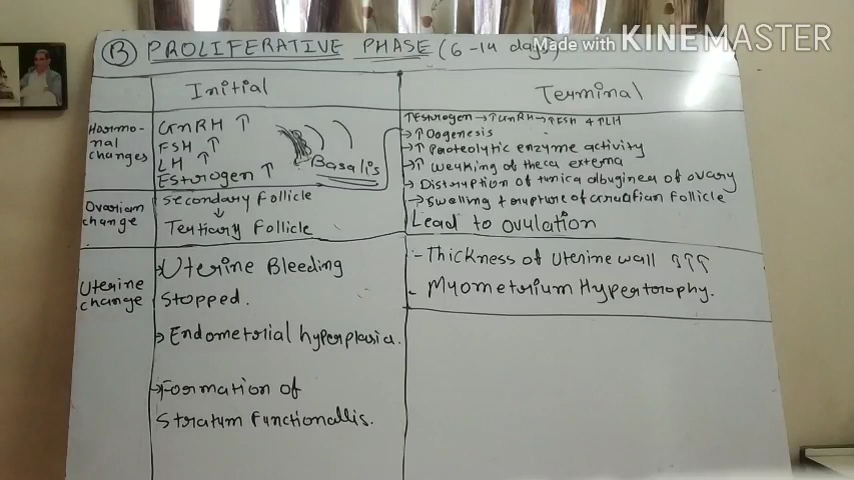 Made with KINEMASTER
B PROLIFERATIVE PHASE (6-14 days)
Initial
Terminal
Harmo-
nal
changes
GnRH ↑
FSH ↑
LH ↑
Estrogen ↑
Basalis
↑Estrogen → ↑GnRH → ↑FSH + ↑LH
→ ↑ Oogenesis
→ ↑ Proteolytic enzyme activity
→ ↑ Weaking of theca externa
→ Distruption of tunica albuginea of ovary
→ Swelling + rupture of graafian follicle
Lead to ovulation
Ovarian
change
Secondary follicle
↓
Tertiary Follicle
Uterine
change
→ Uterine Bleeding
Stopped.
→ Endometrial hyperplasia.
→ Formation of
Stratum Functionallis.
- Thickness of Uterine wall ↑↑↑
- Myometrium Hypertrophy.